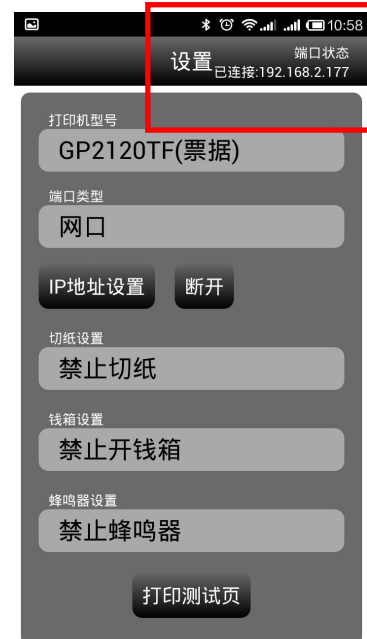 10:58
设置
端口状态
已连接:192.168.2.177
打印机型号
GP2120TF(票据)
端口类型
网口
IP地址设置 断开
切纸设置
禁止切纸
钱箱设置
禁止开钱箱
蜂鸣器设置
禁止蜂鸣器
打印测试页